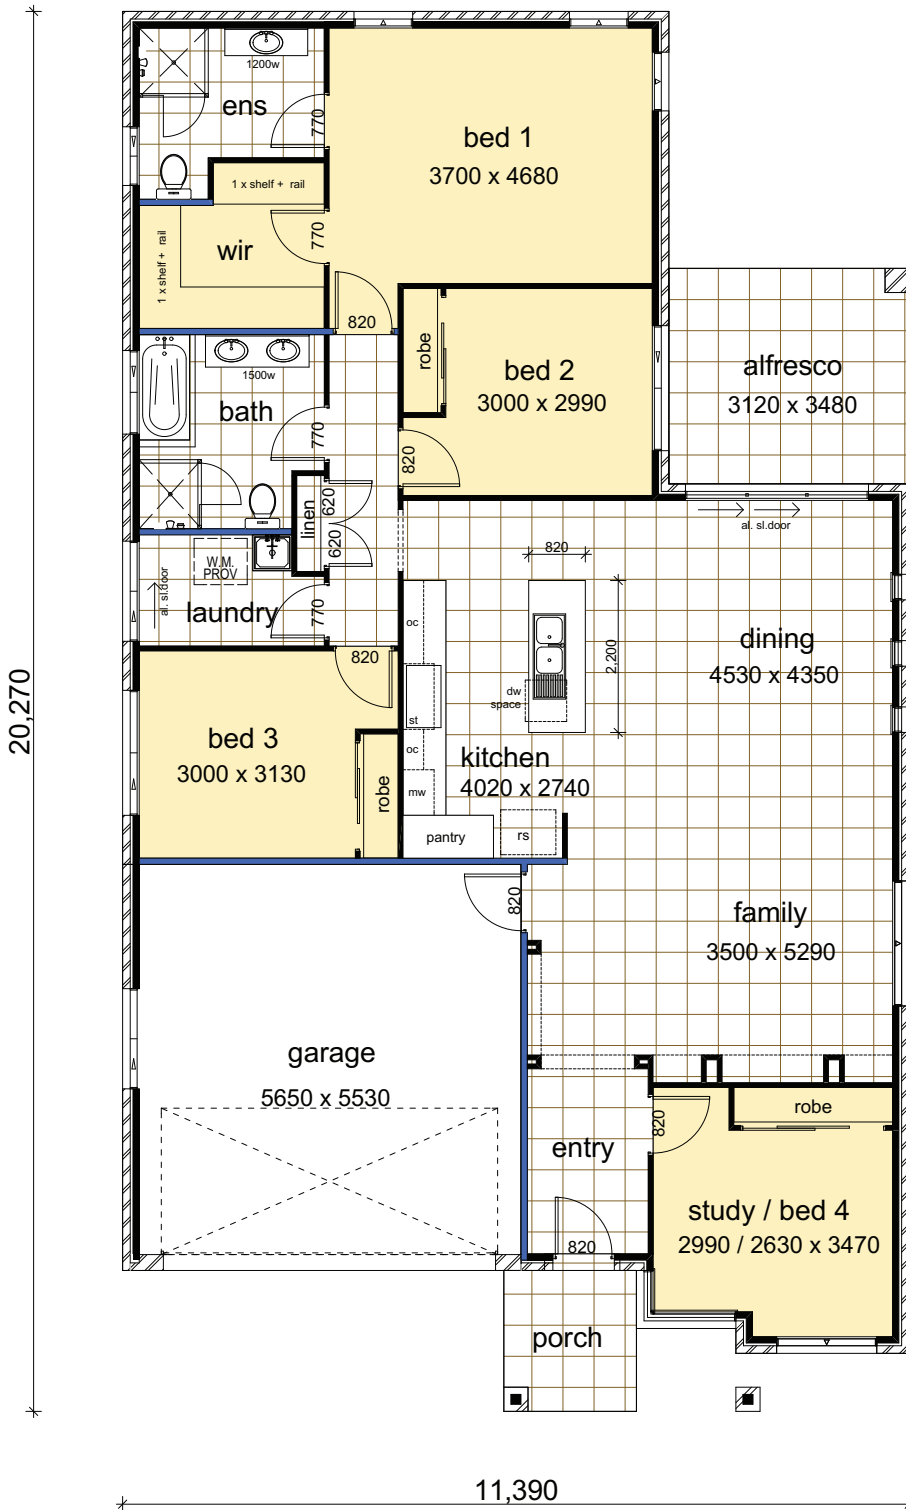 1200w
ens
770
bed 1
3700 x 4680
1 x shelf + rail
1 x shelf + rail
wir
770
820
robe
bed 2
3000 x 2990
alfresco
3120 x 3480
1500w
bath
770
820
linen
620
620
al. sl.door
820
W.M.
PROV
al. sl.door
laundry
770
oc
2,200
dining
4530 x 4350
820
dw
space
st
20,270
bed 3
3000 x 3130
robe
oc
kitchen
4020 x 2740
mw
pantry
rs
820
family
3500 x 5290
garage
5650 x 5530
robe
820
entry
study / bed 4
2990 / 2630 x 3470
820
porch
11,390